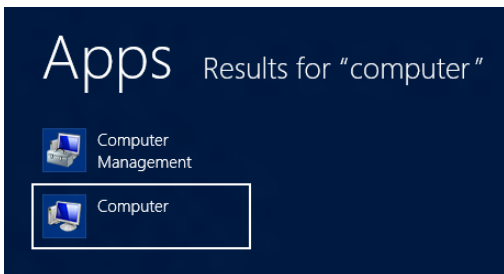 Apps Results for “computer”
Computer
Management
Computer